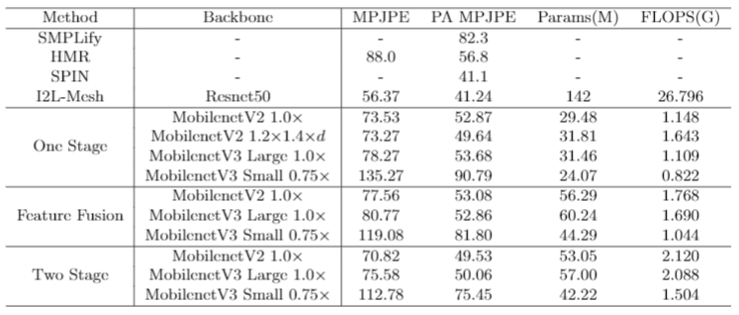 Method Backbone MPJPE PA MPJPE Params(M) FLOPS(G)
SMPLify - - 82.3 - -
HMR - 88.0 56.8 - -
SPIN - - 41.1 - -
I2L-Mesh Resnet50 56.37 41.24 142 26.796
One Stage MobilenetV2 1.0× 73.53 52.87 29.48 1.148
MobilenetV2 1.2×1.4×d 73.27 49.64 31.81 1.643
MobilenetV3 Large 1.0× 78.27 53.68 31.46 1.109
MobilenetV3 Small 0.75× 135.27 90.79 24.07 0.822
Feature Fusion MobilenetV2 1.0× 77.56 53.08 56.29 1.768
MobilenetV3 Large 1.0× 80.77 52.86 60.24 1.690
MobilenetV3 Small 0.75× 119.08 81.80 44.29 1.044
Two Stage MobilenetV2 1.0× 70.82 49.53 53.05 2.120
MobilenetV3 Large 1.0× 75.58 50.06 57.00 2.088
MobilenetV3 Small 0.75× 112.78 75.45 42.22 1.504